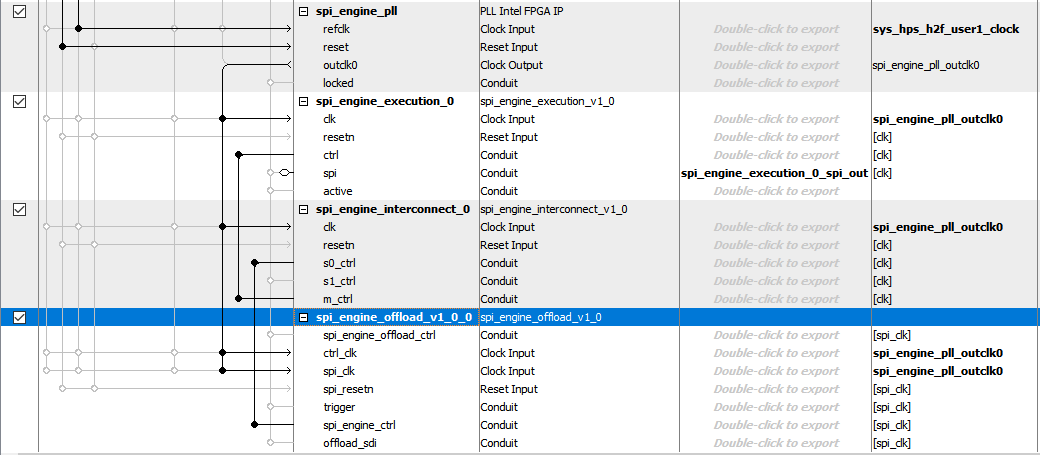 spi_engine_pll PLL Intel FPGA IP
refclk Clock Input Double-click to export sys_hps_h2f_user1_clock
reset Reset Input Double-click to export
outclk0 Clock Output Double-click to export spi_engine_pll_outclk0
locked Conduit Double-click to export
spi_engine_execution_0 spi_engine_execution_v1_0
clk Clock Input Double-click to export spi_engine_pll_outclk0
resetn Reset Input Double-click to export [clk]
ctrl Conduit Double-click to export [clk]
spi Conduit spi_engine_execution_0_spi_out [clk]
active Conduit Double-click to export
spi_engine_interconnect_0 spi_engine_interconnect_v1_0
clk Clock Input Double-click to export spi_engine_pll_outclk0
resetn Reset Input Double-click to export [clk]
s0_ctrl Conduit Double-click to export [clk]
s1_ctrl Conduit Double-click to export [clk]
m_ctrl Conduit Double-click to export [clk]
spi_engine_offload_v1_0_0 spi_engine_offload_v1_0
spi_engine_offload_ctrl Conduit Double-click to export [spi_clk]
ctrl_clk Clock Input Double-click to export spi_engine_pll_outclk0
spi_clk Clock Input Double-click to export spi_engine_pll_outclk0
spi_resetn Reset Input Double-click to export [spi_clk]
trigger Conduit Double-click to export [spi_clk]
spi_engine_ctrl Conduit Double-click to export [spi_clk]
offload_sdi Conduit Double-click to export [spi_clk]